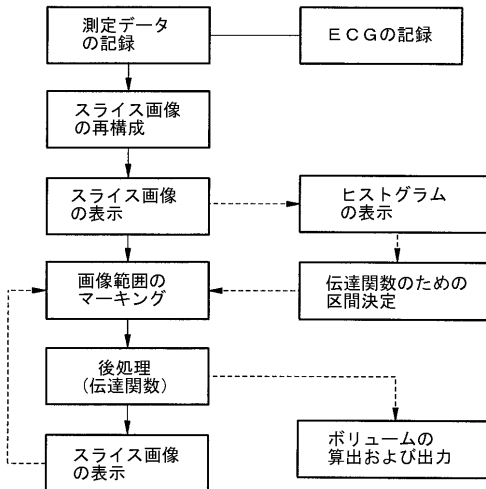 測定データ
の記録
ECGの記録
スライス画像
の再構成
スライス画像
の表示
ヒストグラム
の表示
画像範囲の
マーキング
伝達関数のための
区間決定
後処理
(伝達関数)
スライス画像
の表示
ボリュームの
算出および出力